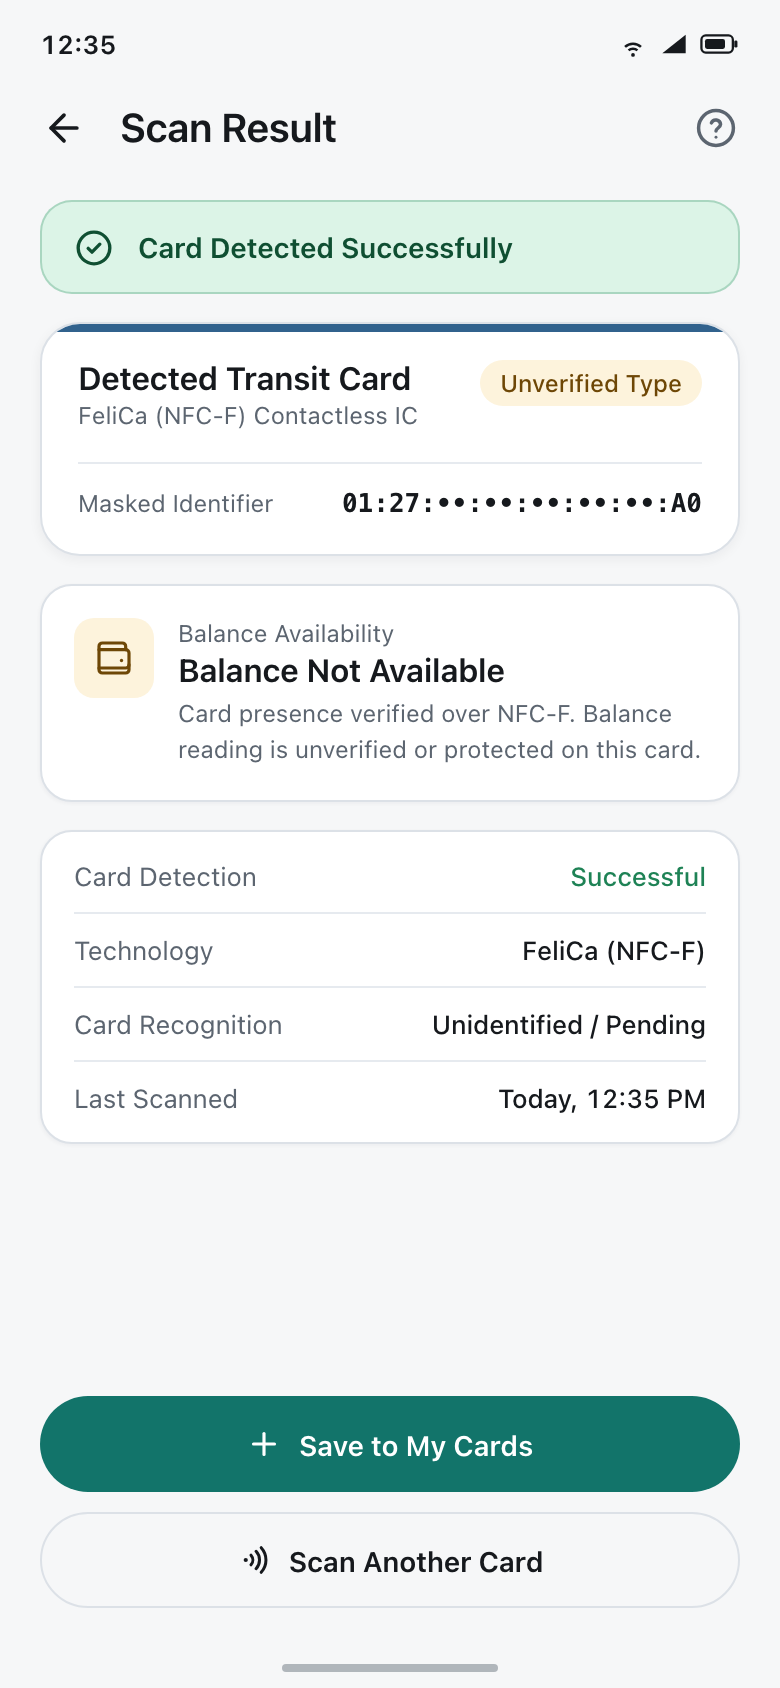 12:35
Scan Result
Card Detected Successfully
Detected Transit Card
Unverified Type
FeliCa (NFC-F) Contactless IC
Masked Identifier
01:27:••:••:••:••:••:A0
Balance Availability
Balance Not Available
Card presence verified over NFC-F. Balance
reading is unverified or protected on this card.
Card Detection
Successful
Technology
FeliCa (NFC-F)
Card Recognition
Unidentified / Pending
Last Scanned
Today, 12:35 PM
Save to My Cards
Scan Another Card